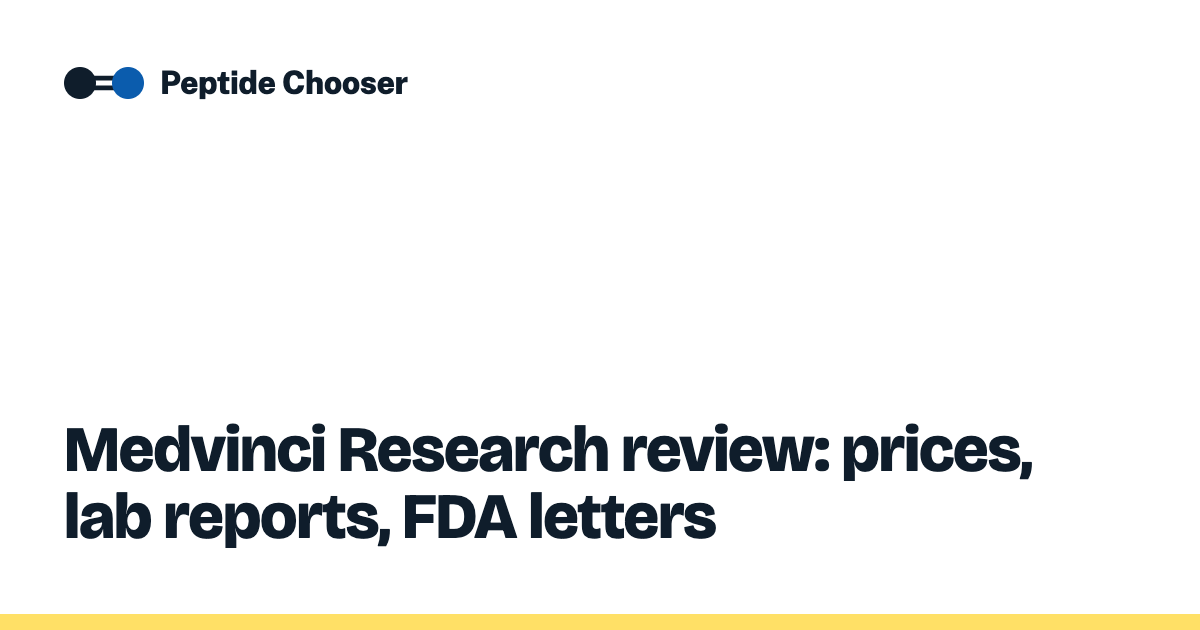 Peptide Chooser
Medvinci Research review: prices,
lab reports, FDA letters